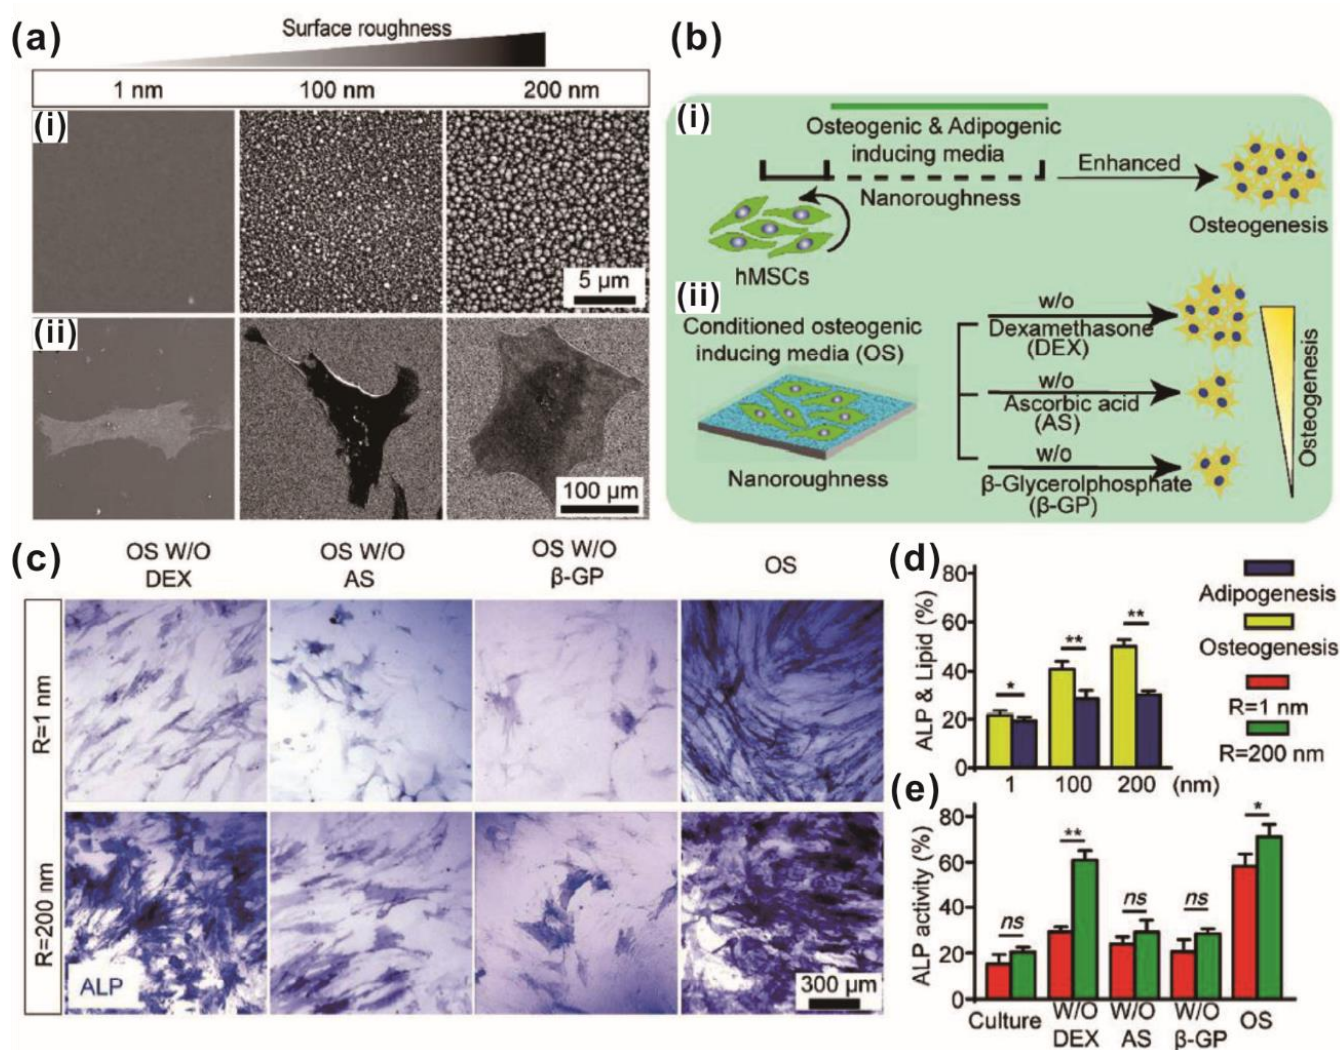 (a)
Surface roughness
1 nm 100 nm 200 nm
(i)
5 µm
(ii)
100 µm
(b)
(i)
Osteogenic & Adipogenic
inducing media
Nanoroughness
Enhanced
Osteogenesis
hMSCs
(ii)
Conditioned osteogenic
inducing media (OS)
Nanoroughness
w/o
Dexamethasone
(DEX)
w/o
Ascorbic acid
(AS)
w/o
β-Glycerolphosphate
(β-GP)
Osteogenesis
(c)
OS W/O
DEX
OS W/O
AS
OS W/O
β-GP
OS
R=1 nm
R=200 nm
ALP
300 µm
(d)
ALP & Lipid (%)
80
60
40
20
0
*
**
**
1 100 200 (nm)
Adipogenesis
Osteogenesis
R=1 nm
R=200 nm
(e)
ALP activity (%)
80
60
40
20
0
ns
**
ns
ns
*
Culture
W/O
DEX
W/O
AS
W/O
β-GP
OS